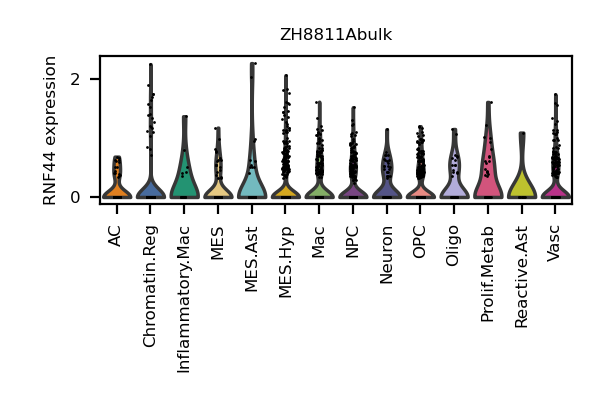 ZH8811Abulk
RNF44 expression
2
0
AC
Chromatin.Reg
Inflammatory.Mac
MES
MES.Ast
MES.Hyp
Mac
NPC
Neuron
OPC
Oligo
Prolif.Metab
Reactive.Ast
Vasc